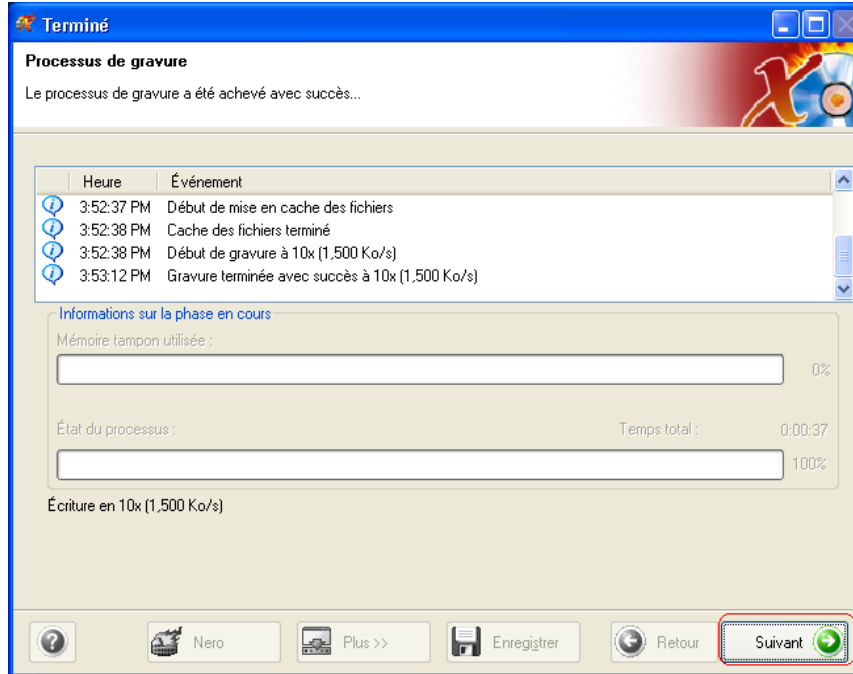 Terminé
Processus de gravure
Le processus de gravure a été achevé avec succès...
Heure Événement
3:52:37 PM Début de mise en cache des fichiers
3:52:38 PM Cache des fichiers terminé
3:52:38 PM Début de gravure à 10x (1,500 Ko/s)
3:53:12 PM Gravure terminée avec succès à 10x (1,500 Ko/s)
Informations sur la phase en cours
Mémoire tampon utilisée :
0%
État du processus : Temps total : 0:00:37
100%
Écriture en 10x (1,500 Ko/s)
Nero Plus >> Enregistrer Retour Suivant